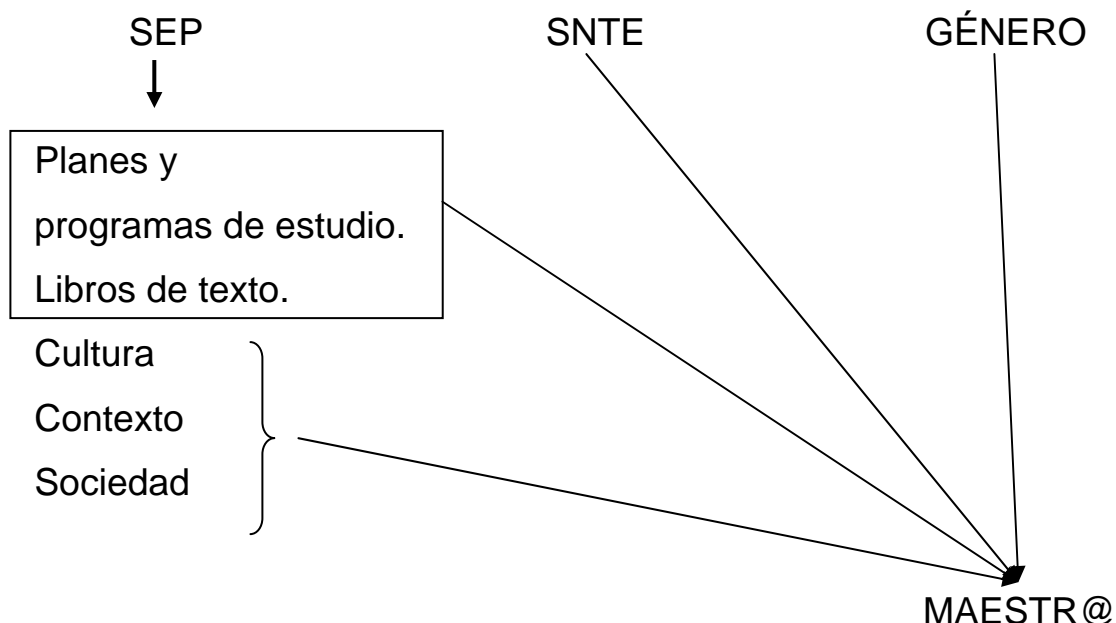 SEP SNTE GÉNERO
Planes y
programas de estudio.
Libros de texto.
Cultura
Contexto
Sociedad
MAESTR@